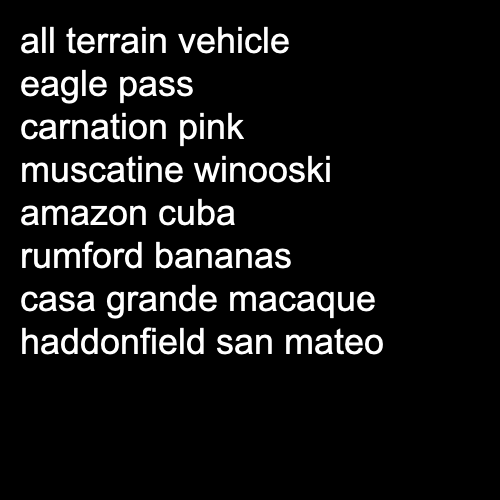 all terrain vehicle
eagle pass
carnation pink
muscatine winooski
amazon cuba
rumford bananas
casa grande macaque
haddonfield san mateo